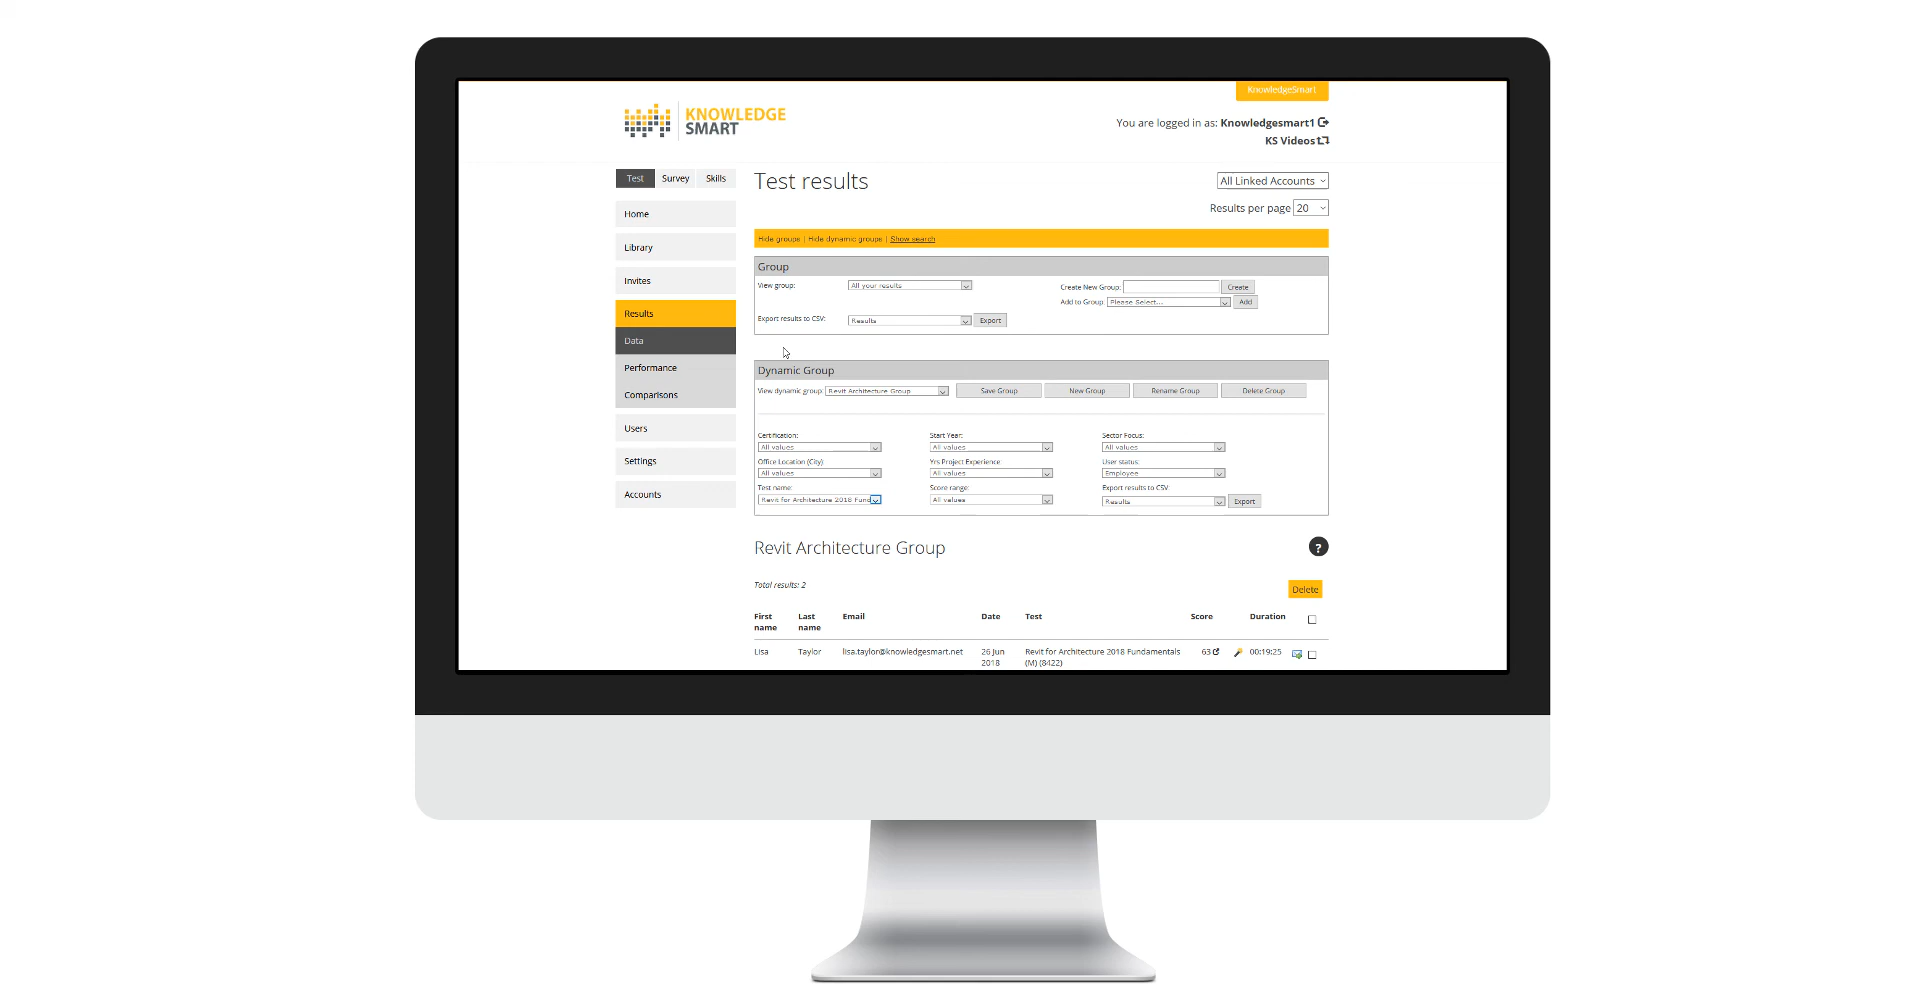 KnowledgeSmart
KNOWLEDGE
SMART
You are logged in as: Knowledgesmart1
KS Videos
Test Survey Skills
Test results
All Linked Accounts
Results per page 20
Home
Library
Invites
Results
Data
Performance
Comparisons
Users
Settings
Accounts
Hide groups | Hide dynamic groups | Show search
Group
View group: All your results
Create New Group: Create
Add to Group: Please Select... Add
Export results to CSV: Results Export
Dynamic Group
View dynamic group: Revit Architecture Group Save Group New Group Rename Group Delete Group
Certification: Start Year: Sector Focus:
All values All values All values
Office Location (City): Yrs Project Experience User status:
All values All values Employee
Test name: Score range: Export results to CSV:
Revit for Architecture 2018 Fund All values Results Export
Revit Architecture Group ?
Total results: 2
Delete
First name Last name Email Date Test Score Duration
Lisa Taylor lisa.taylor@knowledgesmart.net 26 Jun 2018 Revit for Architecture 2018 Fundamentals (M) (8422) 63 00:19:25